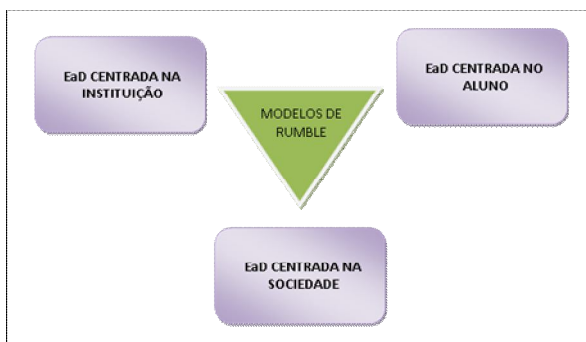 EaD CENTRADA NA
INSTITUIÇÃO
EaD CENTRADA NO
ALUNO
MODELOS DE
RUMBLE
EaD CENTRADA NA
SOCIEDADE